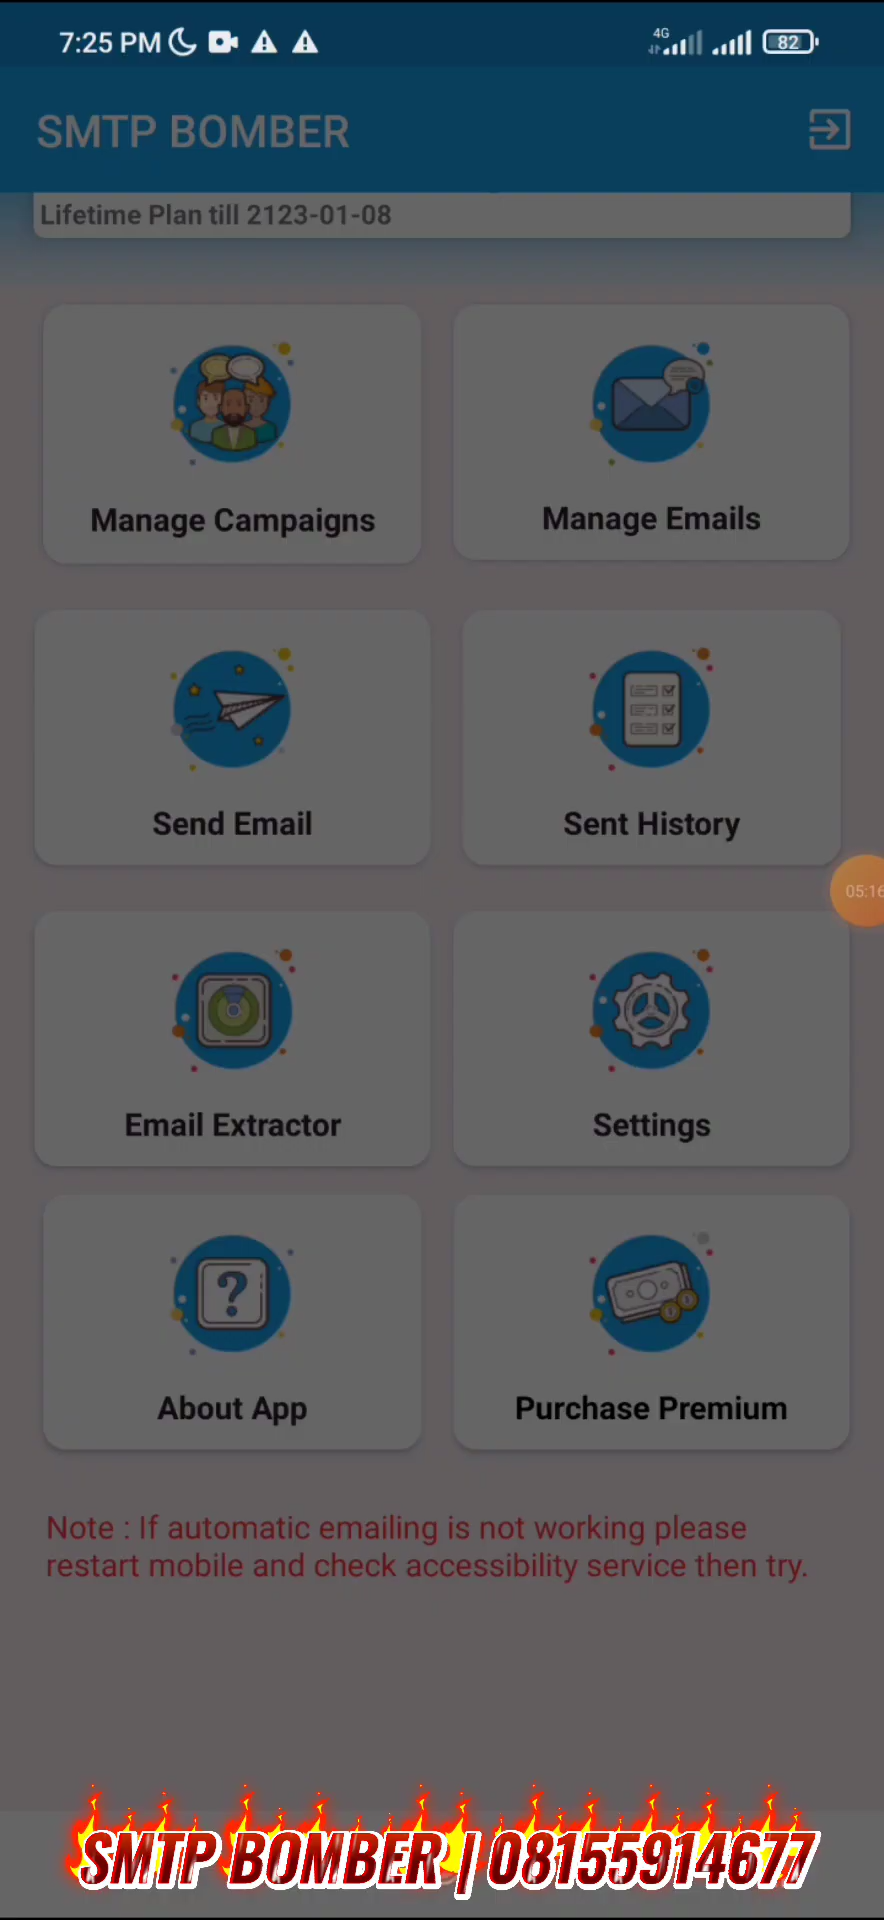 7:25 PM
4G
82
SMTP BOMBER
Lifetime Plan till 2123-01-08
Manage Campaigns
Manage Emails
Send Email
Sent History
05:16
Email Extractor
Settings
About App
Purchase Premium
Note : If automatic emailing is not working please
restart mobile and check accessibility service then try.
SMTP BOMBER | 08155914677